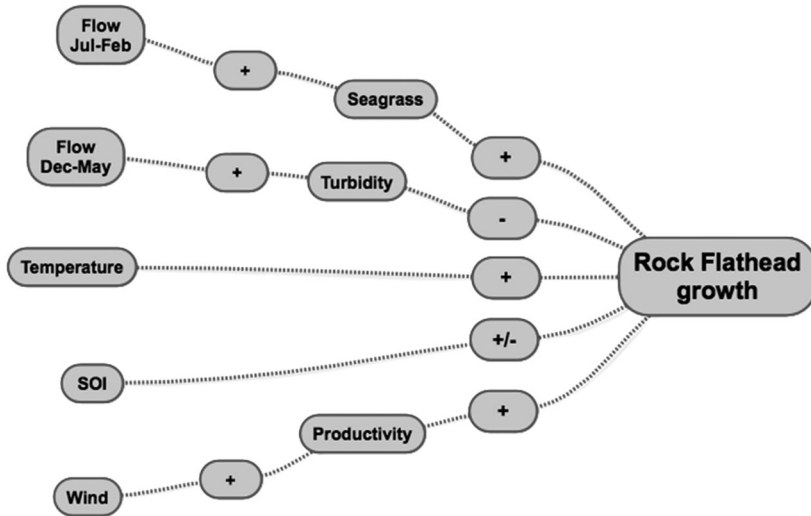 Flow
Jul-Feb
+
Seagrass
+
Flow
Dec-May
+
Turbidity
-
Temperature
+
Rock Flathead
growth
SOI
+/-
Wind
+
Productivity
+